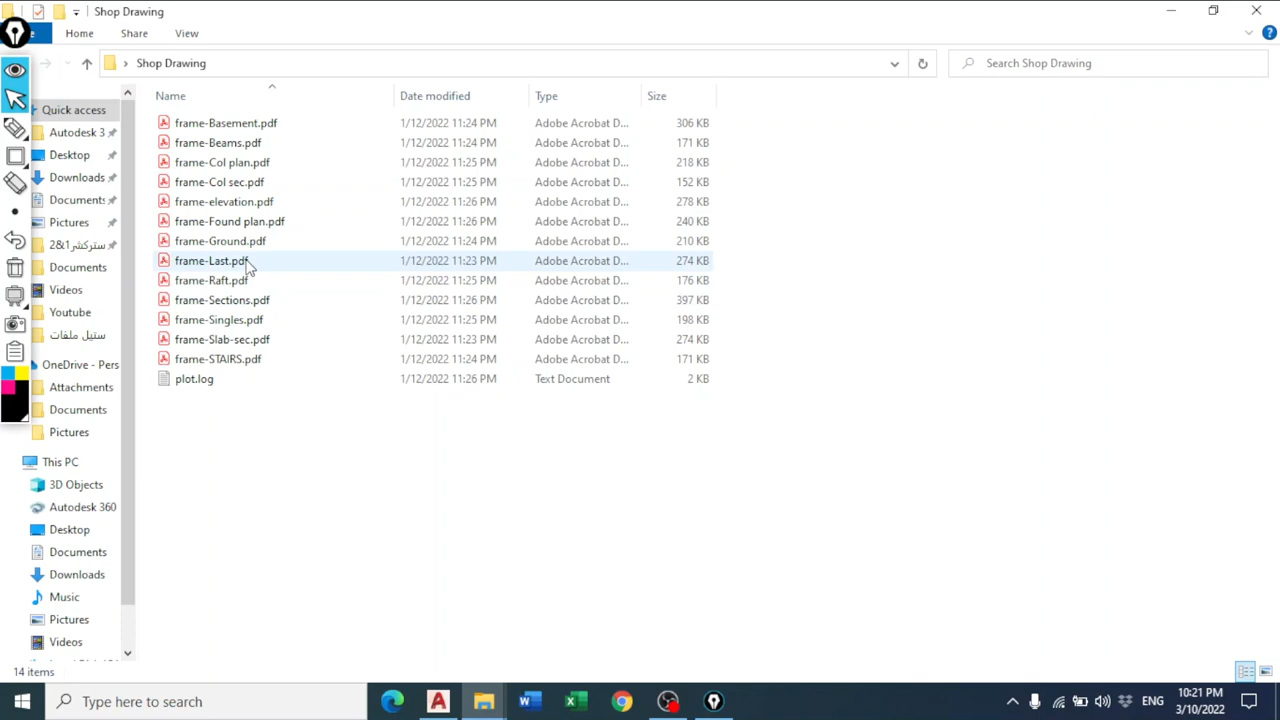 Shop Drawing
Home Share View
Shop Drawing
Search Shop Drawing
Name Date modified Type Size
frame-Basement.pdf 1/12/2022 11:24 PM Adobe Acrobat D... 306 KB
frame-Beams.pdf 1/12/2022 11:24 PM Adobe Acrobat D... 171 KB
frame-Col plan.pdf 1/12/2022 11:25 PM Adobe Acrobat D... 218 KB
frame-Col sec.pdf 1/12/2022 11:25 PM Adobe Acrobat D... 152 KB
frame-elevation.pdf 1/12/2022 11:26 PM Adobe Acrobat D... 278 KB
frame-Found plan.pdf 1/12/2022 11:26 PM Adobe Acrobat D... 240 KB
frame-Ground.pdf 1/12/2022 11:24 PM Adobe Acrobat D... 210 KB
frame-Last.pdf 1/12/2022 11:23 PM Adobe Acrobat D... 274 KB
frame-Raft.pdf 1/12/2022 11:25 PM Adobe Acrobat D... 176 KB
frame-Sections.pdf 1/12/2022 11:26 PM Adobe Acrobat D... 397 KB
frame-Singles.pdf 1/12/2022 11:25 PM Adobe Acrobat D... 198 KB
frame-Slab-sec.pdf 1/12/2022 11:23 PM Adobe Acrobat D... 274 KB
frame-STAIRS.pdf 1/12/2022 11:24 PM Adobe Acrobat D... 171 KB
plot.log 1/12/2022 11:26 PM Text Document 2 KB
Quick access
Autodesk 3
Desktop
Downloads
Documents
Pictures
ستركشر1&2
Documents
Videos
Youtube
ستيل ملفات
OneDrive - Pers
Attachments
Documents
Pictures
This PC
3D Objects
Autodesk 360
Desktop
Documents
Downloads
Music
Pictures
Videos
14 items
Type here to search
ENG
10:21 PM
3/10/2022